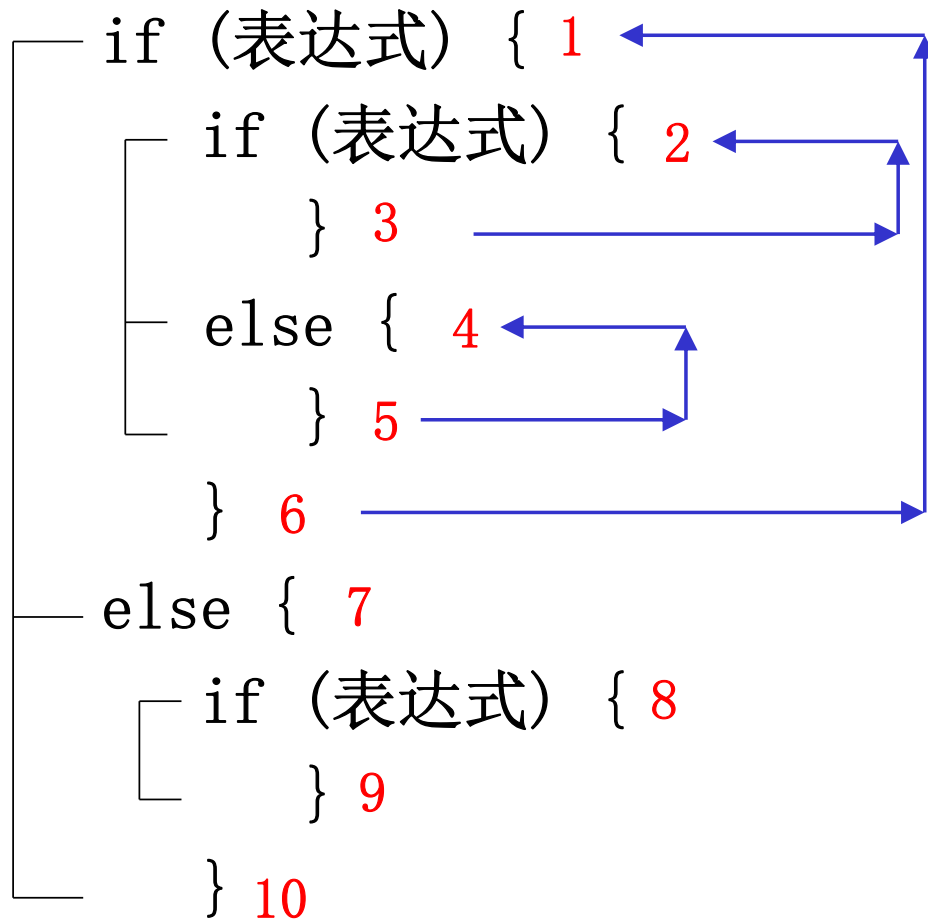 if (表达式) { 1
if (表达式) { 2
} 3
else { 4
} 5
} 6
else { 7
if (表达式) { 8
} 9
} 10